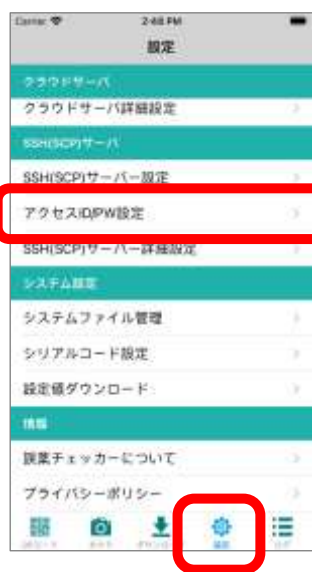 Carrier 2:48 PM
設定
クラウドサーバ
クラウドサーバ詳細設定
SSH(SCP)サーバ
SSH(SCP)サーバー設定
アクセスID/PW設定
SSH(SCP)サーバー詳細設定
システム設定
システムファイル管理
シリアルコード設定
設定値ダウンロード
情報
誤薬チェッカーについて
プライバシーポリシー
設定